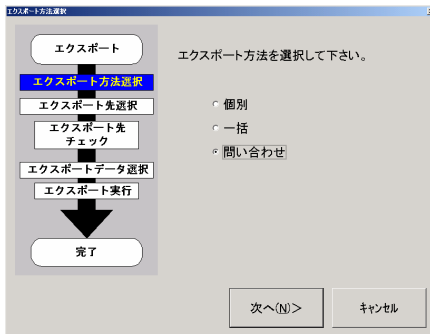 エクスポート方法選択
エクスポート
エクスポート方法選択
エクスポート先選択
エクスポート先
チェック
エクスポートデータ選択
エクスポート実行
完了
エクスポート方法を選択して下さい。
個別
一括
問い合わせ
次へ(N)>
キャンセル